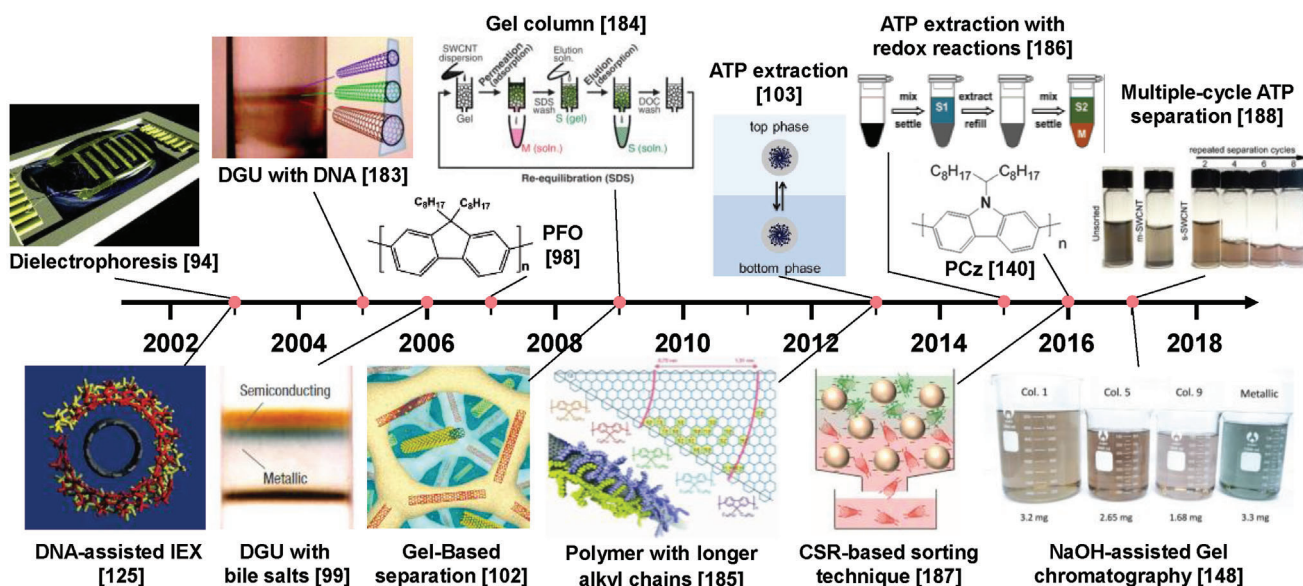 Gel column [184]
SWCNT
dispersion
Permeation
(adsorption)
Elution
soln.
Elution
(desorption)
SDS
wash
DOC
wash
Gel
S (gel)
M (soln.)
S (soln.)
Re-equilibration (SDS)
ATP extraction with
redox reactions [186]
mix
settle
S1
extract
refill
mix
settle
S2
M
ATP extraction
[103]
top phase
bottom phase
Multiple-cycle ATP
separation [188]
repeated separation cycles
2 4 6 8
Unsorted
m-SWCNT
s-SWCNT
DGU with DNA [183]
Dielectrophoresis [94]
C8H17 C8H17
n
PFO
[98]
C8H17 C8H17
N
n
PCz [140]
2002 2004 2006 2008 2010 2012 2014 2016 2018
DNA-assisted IEX
[125]
Semiconducting
Metallic
DGU with
bile salts [99]
Gel-Based
separation [102]
Polymer with longer
alkyl chains [185]
CSR-based sorting
technique [187]
Col. 1 Col. 5 Col. 9 Metallic
3.2 mg 2.65 mg 1.68 mg 3.3 mg
NaOH-assisted Gel
chromatography [148]